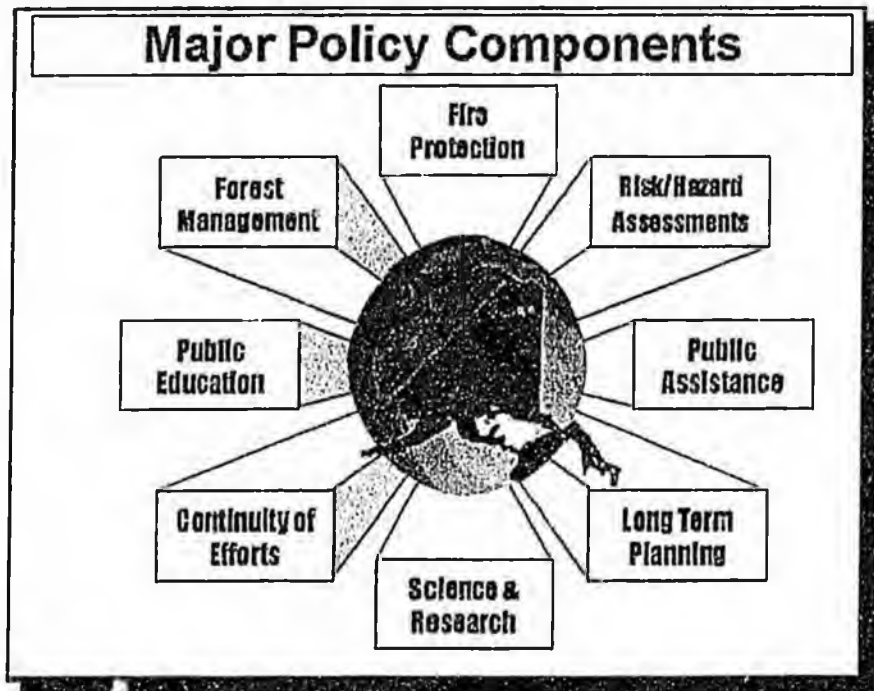 Major Policy Components
Fire
Protection
Forest
Management
Risk/Hazard
Assessments
Public
Education
Public
Assistance
Continuity of
Efforts
Long Term
Planning
Science &
Research